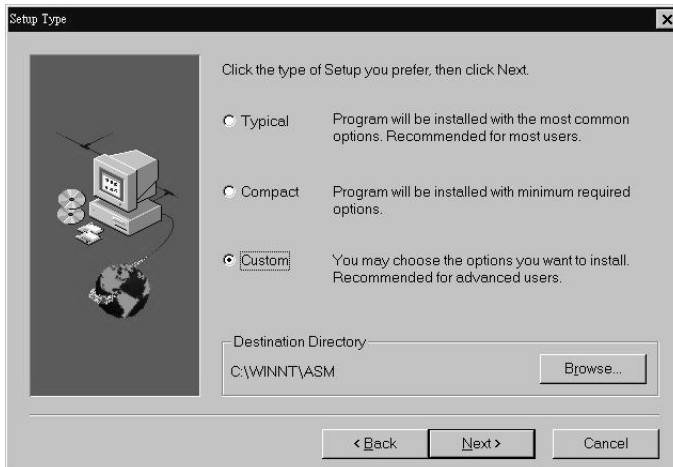 Setup Type
Click the type of Setup you prefer, then click Next.
Typical
Program will be installed with the most common
options. Recommended for most users.
Compact
Program will be installed with minimum required
options.
Custom
You may choose the options you want to install.
Recommended for advanced users.
Destination Directory
C:\WINNT\ASM
Browse...
< Back
Next >
Cancel